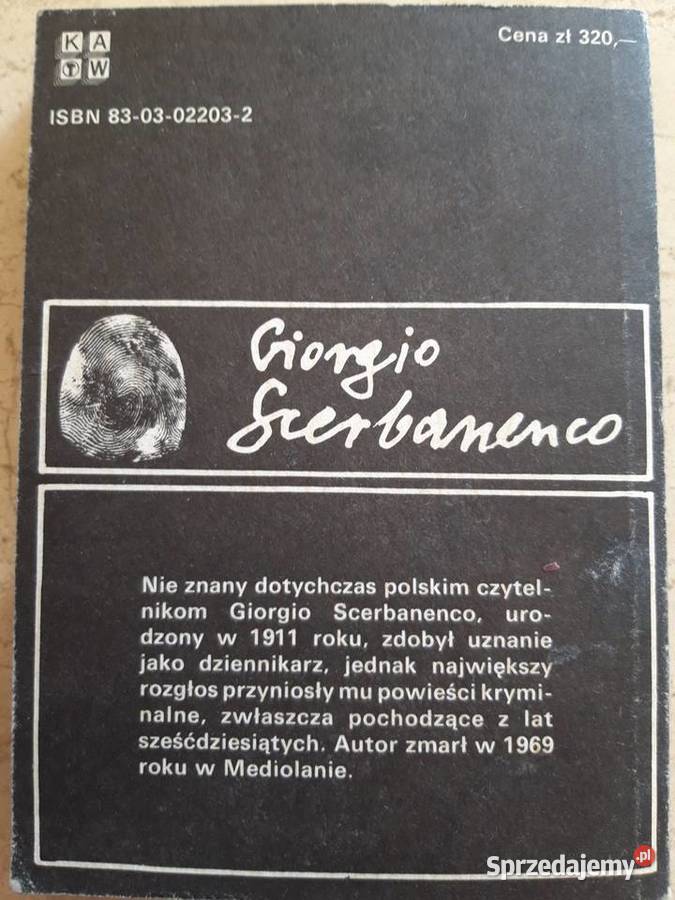 K A
W
Cena zł 320,—
ISBN 83-03-02203-2
Giorgio
Scerbanenco
Nie znany dotychczas polskim czytel-
nikom Giorgio Scerbanenco, uro-
dzony w 1911 roku, zdobył uznanie
jako dziennikarz, jednak największy
rozgłos przyniosły mu powieści krymi-
nalne, zwłaszcza pochodzące z lat
sześćdziesiątych. Autor zmarł w 1969
roku w Mediolanie.
Sprzedajemy.pl